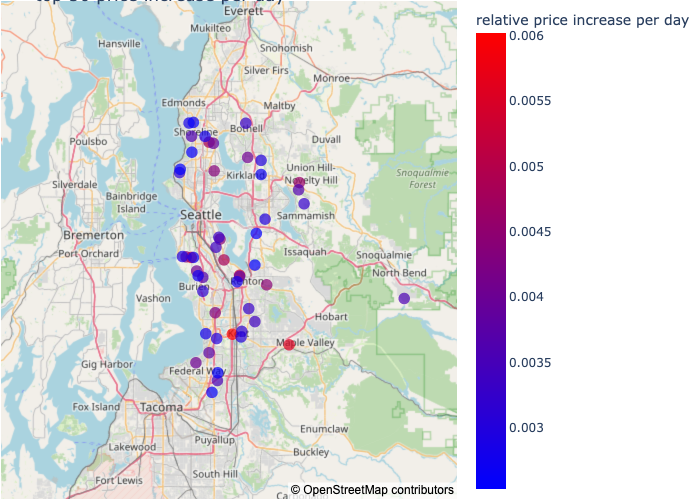 top 50 price increase per day
relative price increase per day
Everett
Mukilteo
Hansville
Snohomish
Silver Firs
Monroe
Edmonds
Maltby
Shoreline
Bothell
Duvall
Poulsbo
Union Hill-
Novelty Hill
Kirkland
Snoqualmie
Forest
Silverdale
Bainbridge
Island
Seattle
Sammamish
Bremerton
Port Orchard
Issaquah
Snoqualmie
North Bend
Burien
Renton
Vashon
Hobart
Maple Valley
Gig Harbor
Federal Way
Fox Island
Tacoma
Enumclaw
Puyallup
Lakewood
Buckley
South Hill
Fort Lewis
© OpenStreetMap contributors
0.006
0.0055
0.005
0.0045
0.004
0.0035
0.003